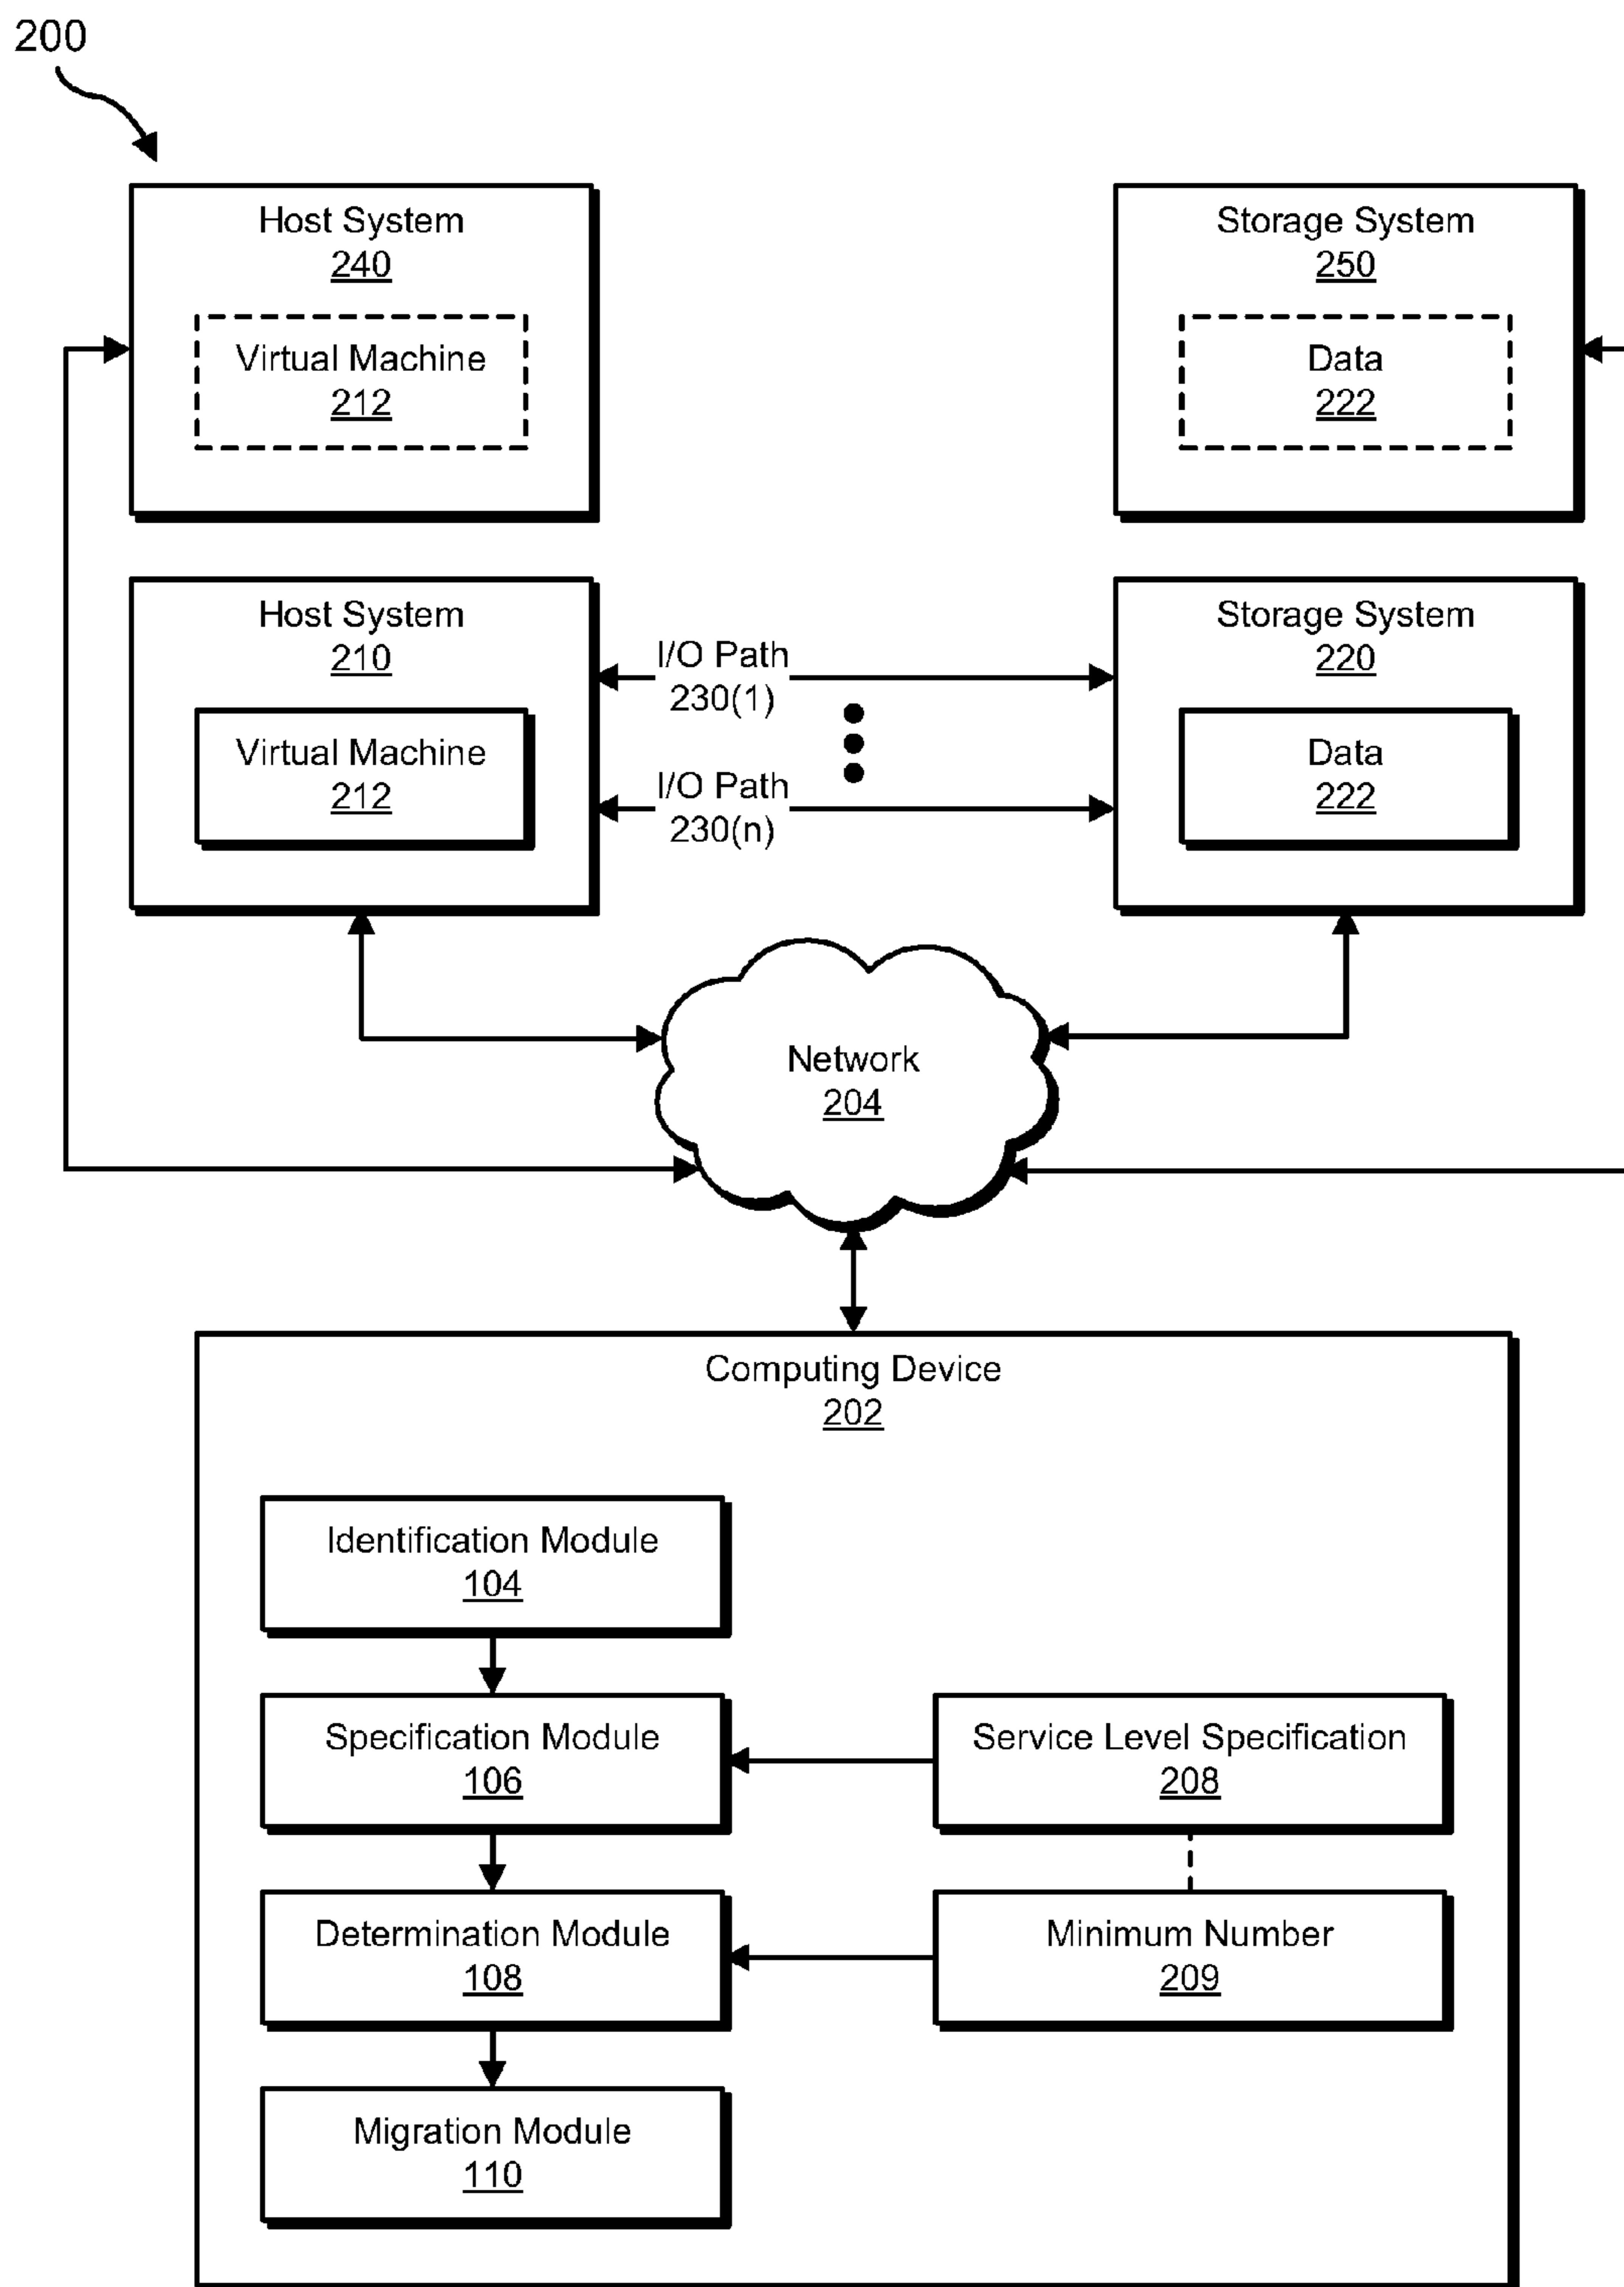 200
Host System
240
Virtual Machine
212
Storage System
250
Data
222
Host System
210
Virtual Machine
212
I/O Path
230(1)
I/O Path
230(n)
Storage System
220
Data
222
Network
204
Computing Device
202
Identification Module
104
Specification Module
106
Service Level Specification
208
Determination Module
108
Minimum Number
209
Migration Module
110